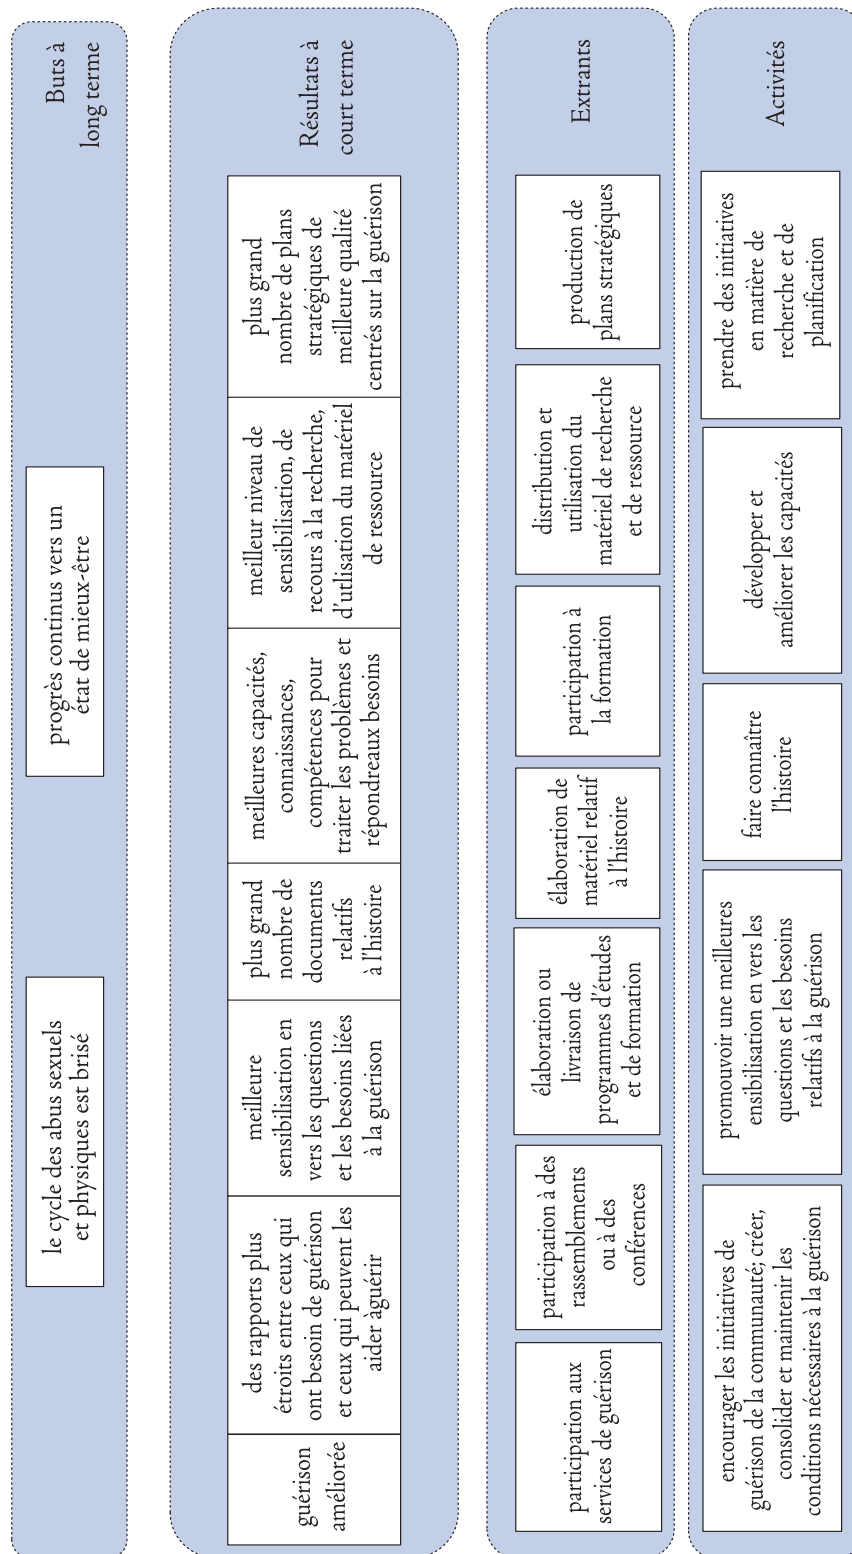 le cycle des abus sexuels
et physiques est brisé
progrès continus vers un
état de mieux-être
Buts à
long terme
guérison
améliorée
des rapports plus
étroits entre ceux qui
ont besoin de guérison
et ceux qui peuvent les
aider àguérir
meilleure
sensibilisation en
vers les questions
et les besoins liées
à la guérison
plus grand
nombre de
documents
relatifs
à l'histoire
meilleures capacités,
connaissances,
compétences pour
traiter les problèmes et
répondreaux besoins
meilleur niveau de
sensibilisation, de
recours à la recherche,
d'utlisation du matériel
de ressource
plus grand
nombre de plans
stratégiques de
meilleure qualité
centrés sur la guérison
Résultats à
court terme
participation aux
services de guérison
participation à des
rassemblements
ou à des
conférences
élaboration ou
livraison de
programmes d'études
et de formation
élaboration de
matériel relatif
à l'histoire
participation à
la formation
distribution et
utilisation du
matériel de recherche
et de ressource
production de
plans stratégiques
Extrants
encourager les initiatives de
guérison de la communauté; créer,
consolider et maintenir les
conditions nécessaires à la guérison
promouvoir une meilleures
ensibilisation en vers les
questions et les besoins
relatifs à la guérison
faire connaître
l'histoire
développer et
améliorer les capacités
prendre des initiatives
en matière de
recherche et de
planification
Activités